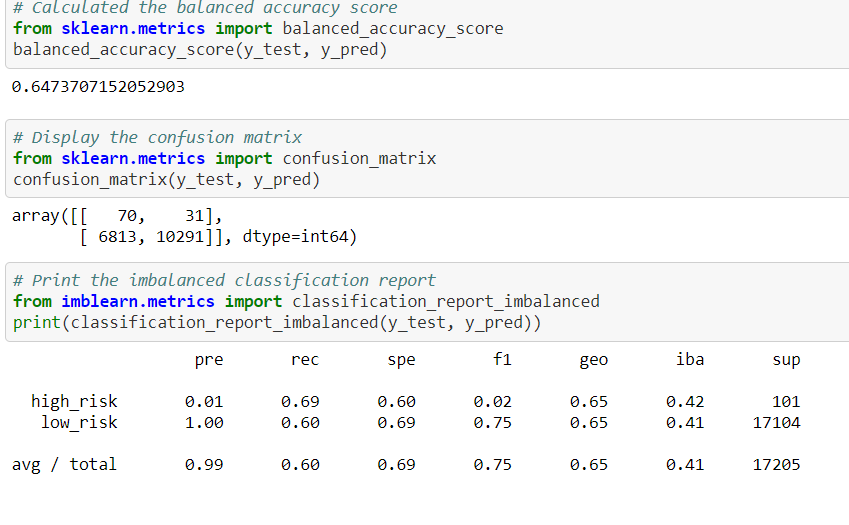 # Calculated the balanced accuracy score
from sklearn.metrics import balanced_accuracy_score
balanced_accuracy_score(y_test, y_pred)
0.6473707152052903
# Display the confusion matrix
from sklearn.metrics import confusion_matrix
confusion_matrix(y_test, y_pred)
array([[   70,    31],
       [ 6813, 10291]], dtype=int64)
# Print the imbalanced classification report
from imblearn.metrics import classification_report_imbalanced
print(classification_report_imbalanced(y_test, y_pred))
                   pre       rec       spe        f1       geo       iba       sup
  high_risk       0.01      0.69      0.60      0.02      0.65      0.42       101
   low_risk       1.00      0.60      0.69      0.75      0.65      0.41     17104
avg / total       0.99      0.60      0.69      0.75      0.65      0.41     17205